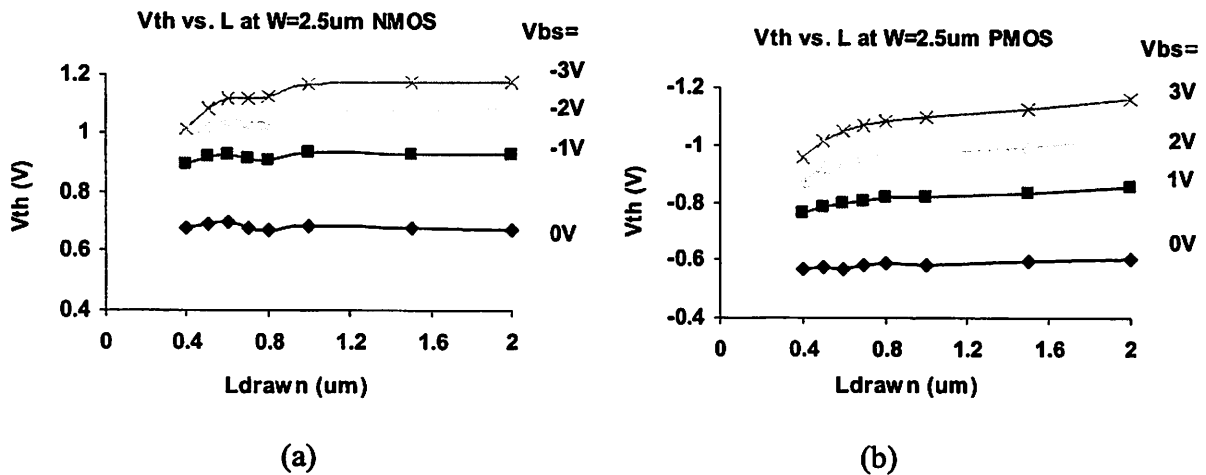 Vth vs. L at W=2.5um NMOS
Vbs=
-3V
-2V
-1V
0V
1.2
1
0.8
0.6
0.4
Vth (V)
0
0.4
0.8
1.2
1.6
2
Ldrawn (um)
(a)
Vth vs. L at W=2.5um PMOS
Vbs=
3V
2V
1V
0V
-1.2
-1
-0.8
-0.6
-0.4
Vth (V)
0
0.4
0.8
1.2
1.6
2
Ldrawn (um)
(b)